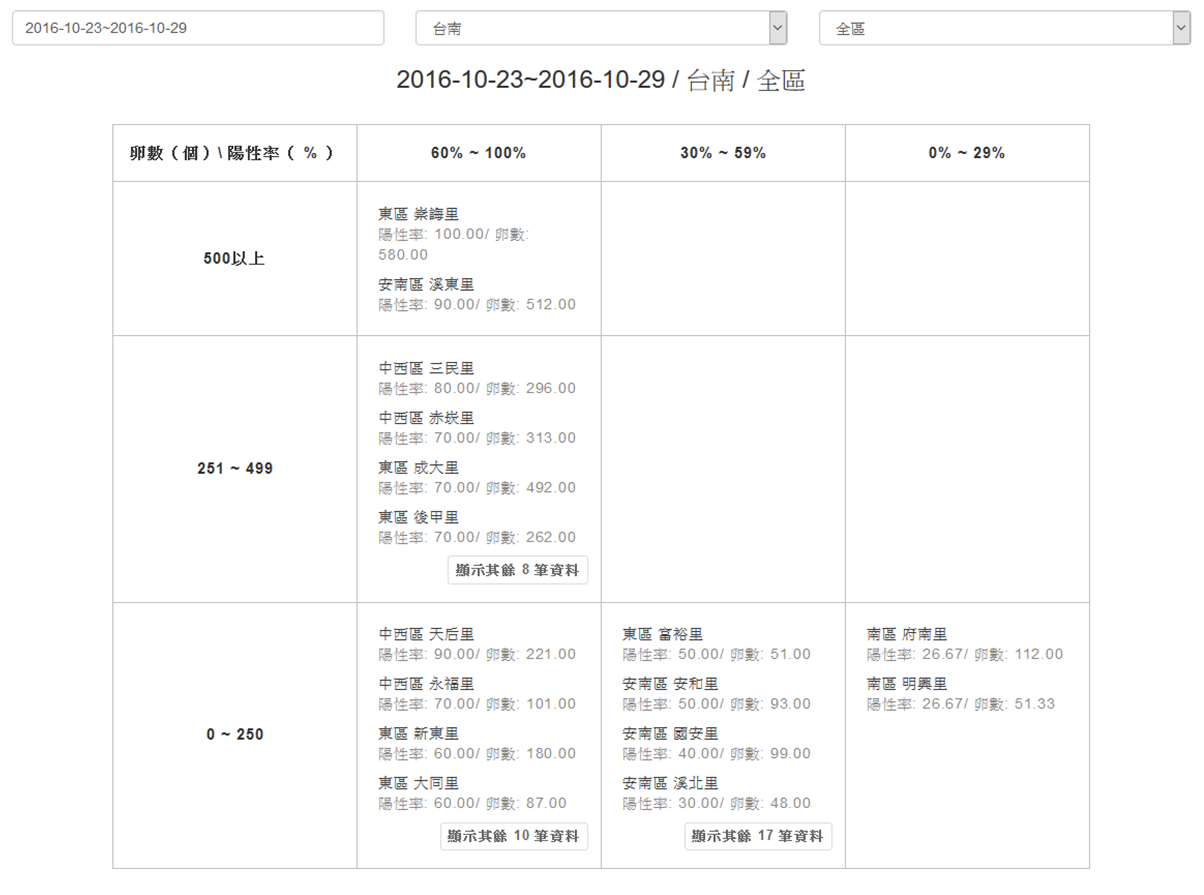 2016-10-23~2016-10-29
台南
全區
2016-10-23~2016-10-29 / 台南 / 全區
卵數（個）\ 陽性率（ % ）
60% ~ 100%
30% ~ 59%
0% ~ 29%
500以上
東區 崇誨里
陽性率: 100.00/ 卵數:
580.00
安南區 溪東里
陽性率: 90.00/ 卵數: 512.00
251 ~ 499
中西區 三民里
陽性率: 80.00/ 卵數: 296.00
中西區 赤崁里
陽性率: 70.00/ 卵數: 313.00
東區 成大里
陽性率: 70.00/ 卵數: 492.00
東區 後甲里
陽性率: 70.00/ 卵數: 262.00
顯示其餘 8 筆資料
0 ~ 250
中西區 天后里
陽性率: 90.00/ 卵數: 221.00
中西區 永福里
陽性率: 70.00/ 卵數: 101.00
東區 新東里
陽性率: 60.00/ 卵數: 180.00
東區 大同里
陽性率: 60.00/ 卵數: 87.00
顯示其餘 10 筆資料
東區 富裕里
陽性率: 50.00/ 卵數: 51.00
安南區 安和里
陽性率: 50.00/ 卵數: 93.00
安南區 國安里
陽性率: 40.00/ 卵數: 99.00
安南區 溪北里
陽性率: 30.00/ 卵數: 48.00
顯示其餘 17 筆資料
南區 府南里
陽性率: 26.67/ 卵數: 112.00
南區 明興里
陽性率: 26.67/ 卵數: 51.33